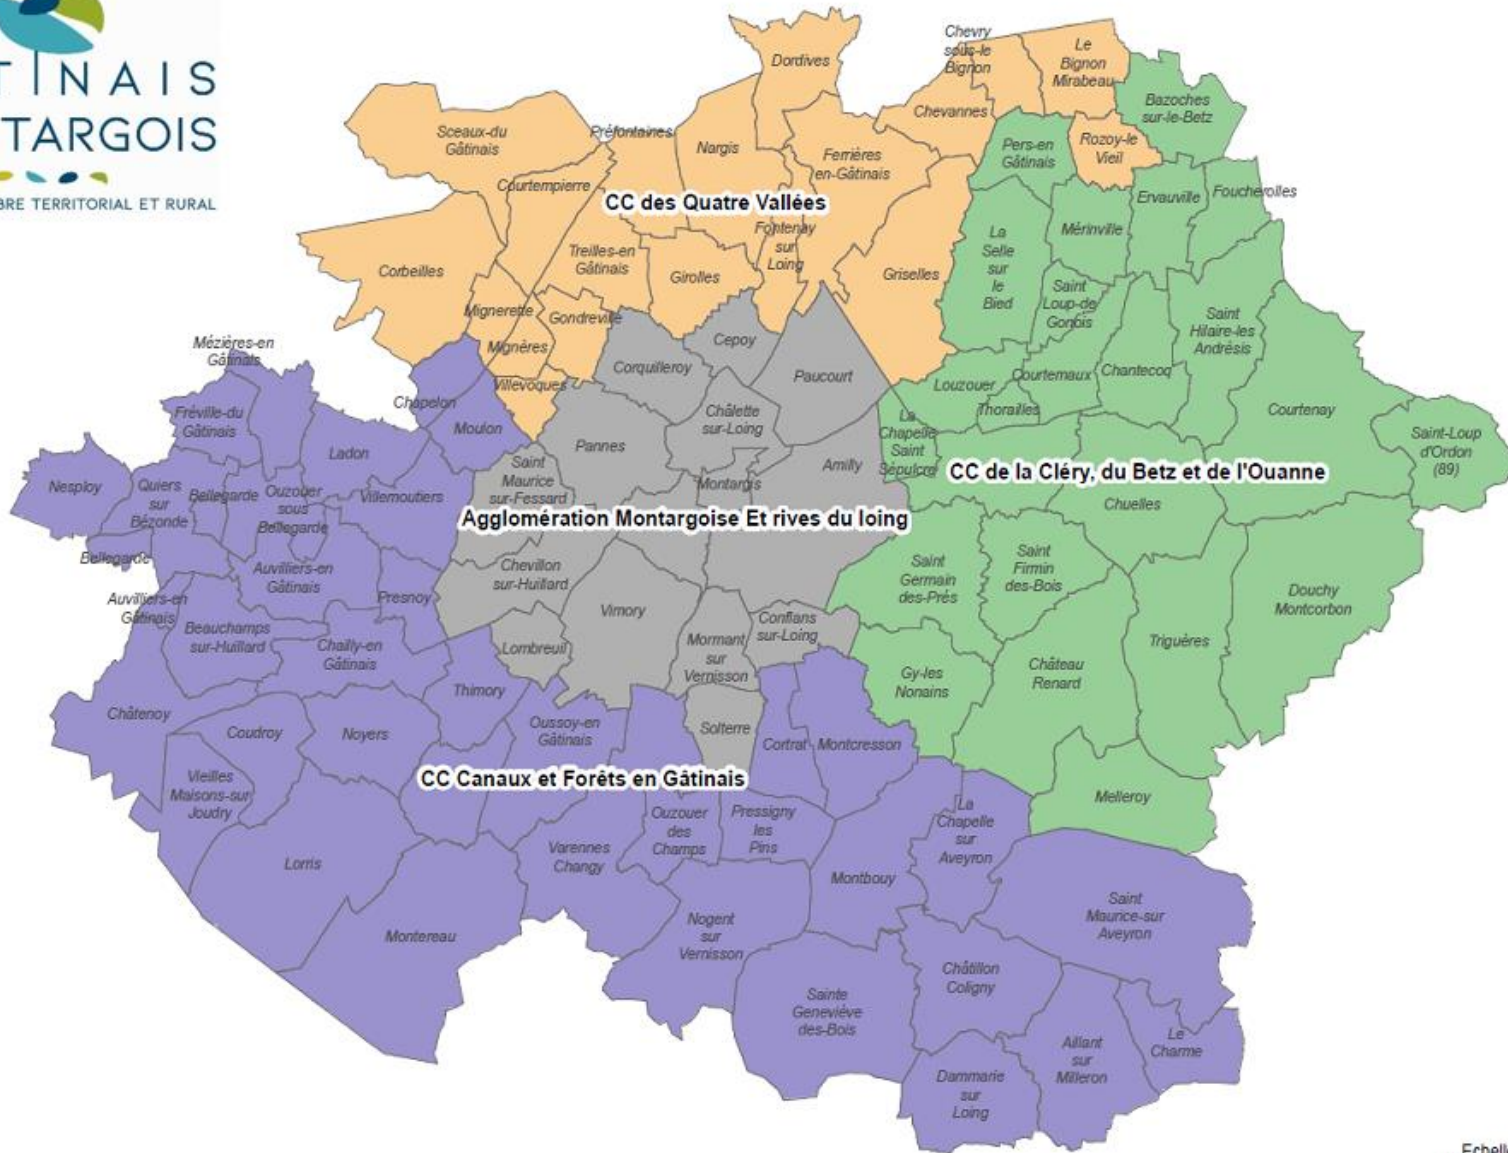 TINAIS
TARGOIS
BRE TERRITORIAL ET RURAL
Dordives
Chevry
sous-le
Bignon
Le
Bignon
Mirabeau
Bazoches
sur-le-Betz
Chevannes
Sceaux-du
Gâtinais
Préfontaines
Nargis
Ferrières
en-Gâtinais
Pers-en
Gâtinais
Rozoy-le
Vieil
Courtempierre
CC des Quatre Vallées
Ervauville
Foucherolles
Mérinville
Fontenay
sur
Loing
La
Selle
sur
le
Bied
Treilles-en
Gâtinais
Girolles
Griselles
Corbeilles
Saint
Loup-de
Gonois
Mignerette
Gondreville
Saint
Hilaire-les
Andrésis
Mignères
Mézières-en
Gâtinais
Corquilleroy
Cepoy
Paucourt
Villevoques
Louzouer
Courtemaux
Chantecoq
Thorailles
Courtenay
Chapelon
Moulon
Fréville-du
Gâtinais
Châlette
sur-Loing
La
Chapelle
Saint
Sépulcre
Saint-Loup
d'Ordon
(89)
Ladon
Pannes
Amilly
CC de la Cléry, du Betz et de l'Ouanne
Saint
Maurice
sur-Fessard
Montargis
Nesploy
Quiers
sur
Bézonde
Bellegarde
Ouzouer
sous
Bellegarde
Villemoutiers
Chuelles
Agglomération Montargoise Et rives du loing
Bellegarde
Auvilliers-en
Gâtinais
Chevillon
sur-Huillard
Saint
Germain
des-Prés
Saint
Firmin
des-Bois
Douchy
Montcorbon
Auvilliers-en
Gâtinais
Presnoy
Vimory
Conflans
sur-Loing
Beauchamps
sur-Huillard
Chailly-en
Gâtinais
Lombreuil
Mormant
sur
Vernisson
Triguères
Gy-les
Nonains
Château
Renard
Thimory
Châtenoy
Coudroy
Noyers
Oussoy-en
Gâtinais
Solterre
Cortrat
Montcresson
CC Canaux et Forêts en Gâtinais
Vieilles
Maisons-sur
Joudry
Melleroy
Ouzouer
des
Champs
Pressigny
les
Pins
La
Chapelle
sur
Aveyron
Lorris
Varennes
Changy
Montbouy
Saint
Maurice-sur
Aveyron
Montereau
Nogent
sur
Vernisson
Châtillon
Coligny
Sainte
Geneviève
des-Bois
Le
Charme
Aillant
sur
Milleron
Dammarie
sur
Loing
Echelle